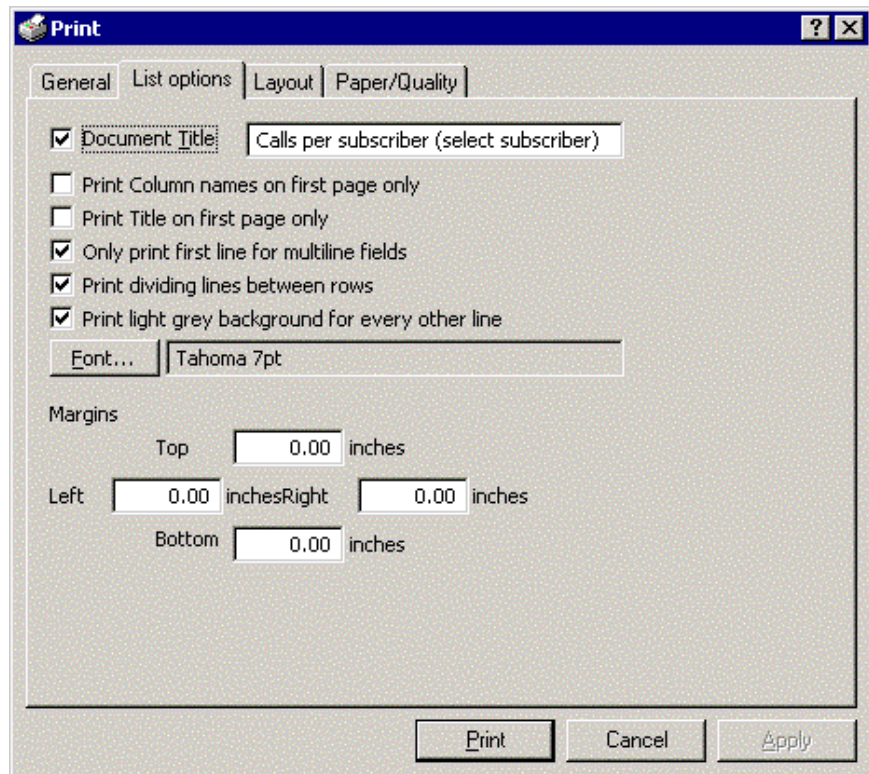 Print
General List options Layout Paper/Quality
Document Title Calls per subscriber (select subscriber)
Print Column names on first page only
Print Title on first page only
Only print first line for multiline fields
Print dividing lines between rows
Print light grey background for every other line
Font... Tahoma 7pt
Margins
Top 0.00 inches
Left 0.00 inchesRight 0.00 inches
Bottom 0.00 inches
Print Cancel Apply